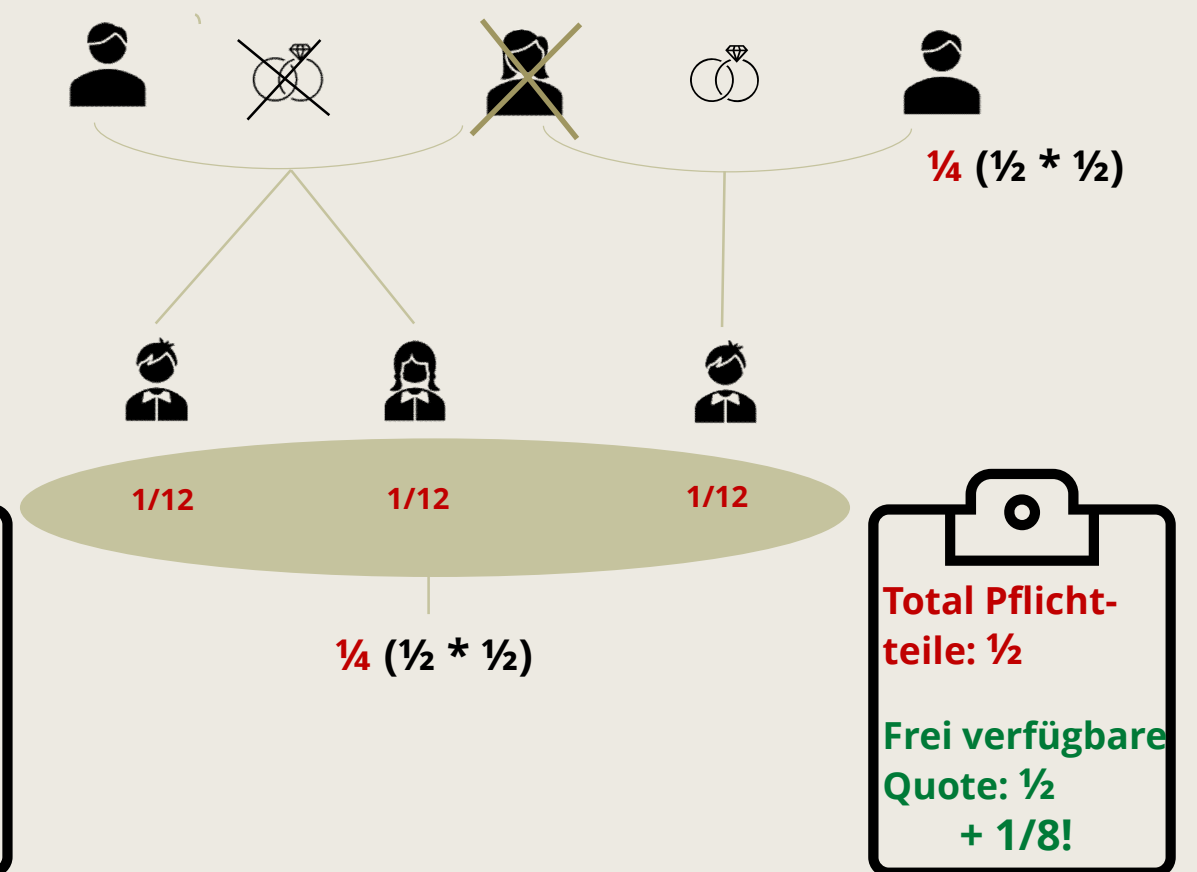 ¼ (½ * ½)
1/12 1/12 1/12
¼ (½ * ½)
Total Pflicht-
teile: ½
Frei verfügbare
Quote: ½
+ 1/8!